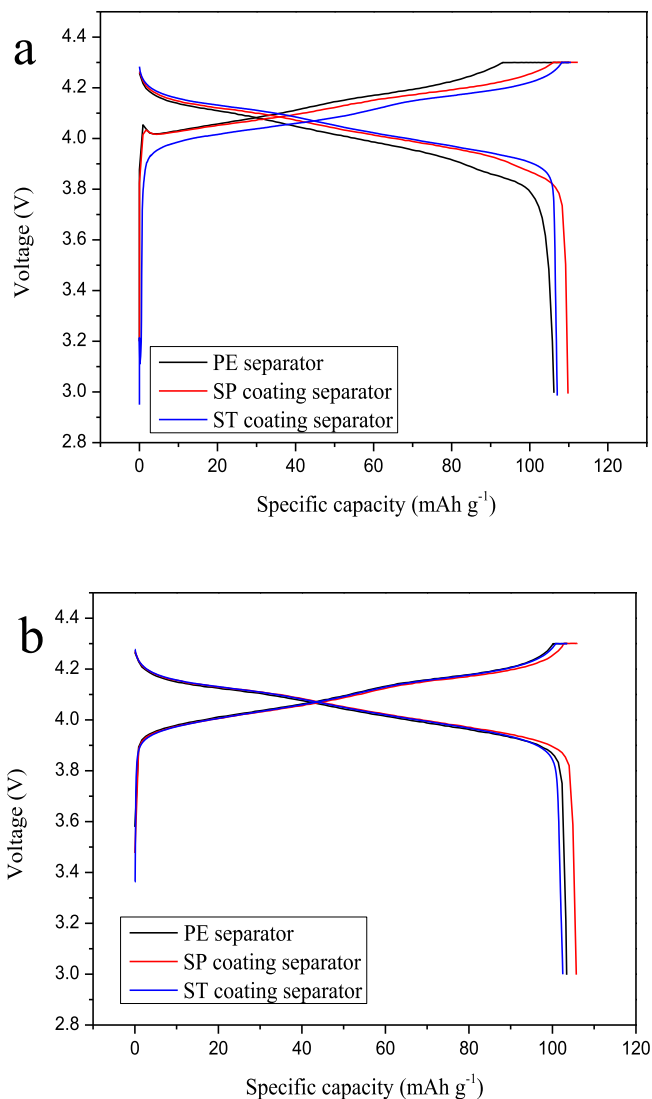 a
4.4
4.2
4.0
3.8
3.6
3.4
3.2
3.0
2.8
Voltage (V)
PE separator
SP coating separator
ST coating separator
0 20 40 60 80 100 120
Specific capacity (mAh g-1)
b
4.4
4.2
4.0
3.8
3.6
3.4
3.2
3.0
2.8
Voltage (V)
PE separator
SP coating separator
ST coating separator
0 20 40 60 80 100 120
Specific capacity (mAh g-1)